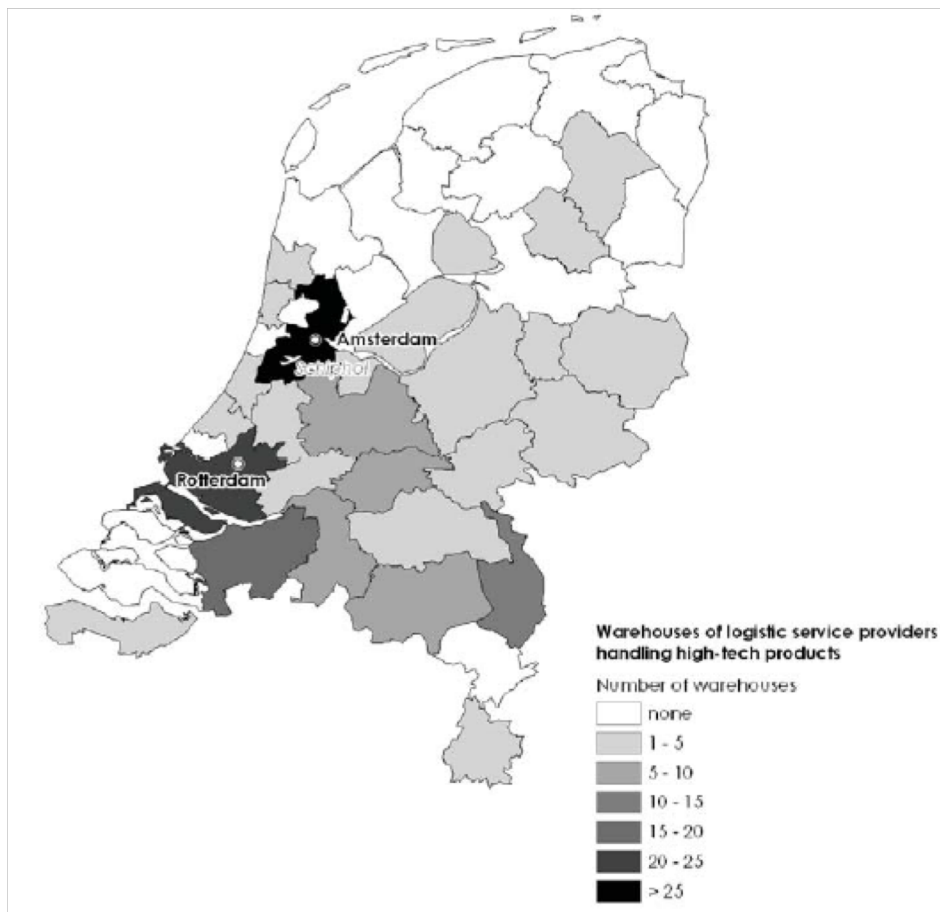 Amsterdam
Schiphol
Rotterdam
Warehouses of logistic service providers
handling high-tech products
Number of warehouses
none
1 - 5
5 - 10
10 - 15
15 - 20
20 - 25
> 25